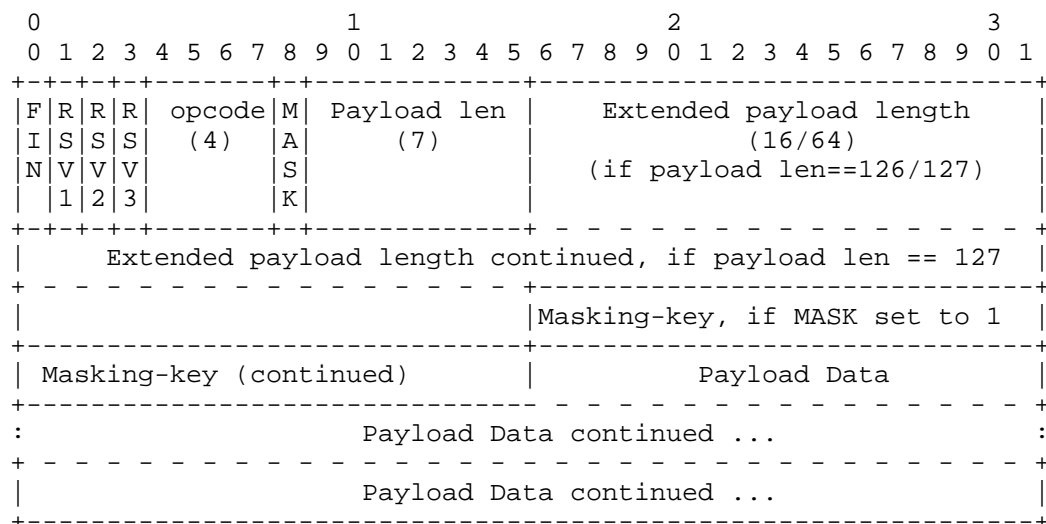 0                   1                   2                   3
 0 1 2 3 4 5 6 7 8 9 0 1 2 3 4 5 6 7 8 9 0 1 2 3 4 5 6 7 8 9 0 1
+-+-+-+-+-------+-+-------------+-------------------------------+
|F|R|R|R| opcode|M| Payload len |    Extended payload length    |
|I|S|S|S|  (4)  |A|     (7)     |             (16/64)           |
|N|V|V|V|       |S|             |   (if payload len==126/127)   |
| |1|2|3|       |K|             |                               |
+-+-+-+-+-------+-+-------------+ - - - - - - - - - - - - - - - +
|     Extended payload length continued, if payload len == 127  |
+ - - - - - - - - - - - - - - - +-------------------------------+
|                               |Masking-key, if MASK set to 1  |
+-------------------------------+-------------------------------+
| Masking-key (continued)       |          Payload Data         |
+-------------------------------- - - - - - - - - - - - - - - - +
:                     Payload Data continued ...                :
+ - - - - - - - - - - - - - - - - - - - - - - - - - - - - - - - +
|                     Payload Data continued ...                |
+---------------------------------------------------------------+